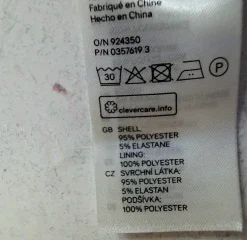 Fabriqué en Chine
Hecho en China
O/N 924350
P/N 0357619 3
30 P
clevercare.info
GB SHELL
95% POLYESTER
5% ELASTANE
LINING:
100% POLYESTER
CZ SVRCHNÍ LÁTKA:
95% POLYESTER
5% ELASTAN
PODŠÍVKA:
100% POLYESTER